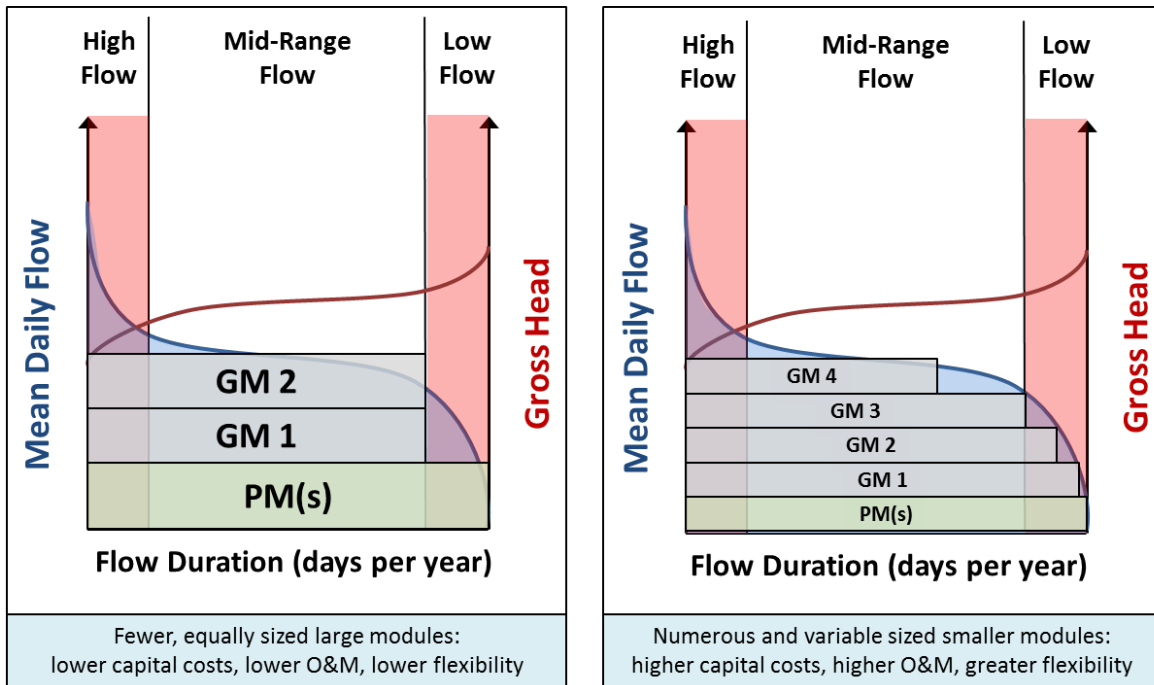 High
Flow
Mid-Range
Flow
Low
Flow
Mean Daily Flow
Gross Head
GM 2
GM 1
PM(s)
Flow Duration (days per year)
Fewer, equally sized large modules:
lower capital costs, lower O&M, lower flexibility
High
Flow
Mid-Range
Flow
Low
Flow
Mean Daily Flow
Gross Head
GM 4
GM 3
GM 2
GM 1
PM(s)
Flow Duration (days per year)
Numerous and variable sized smaller modules:
higher capital costs, higher O&M, greater flexibility